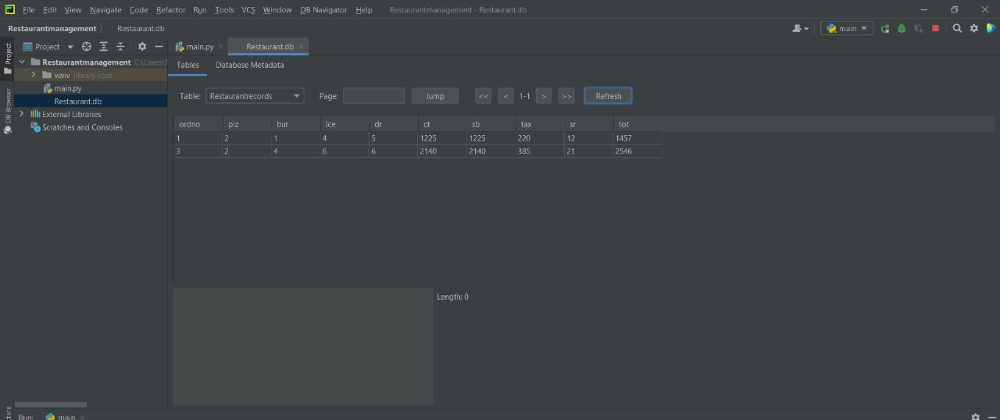 File Edit View Navigate Code Refactor Run Tools VCS Window DB Navigator Help Restaurantmanagement - Restaurant.db
Restaurantmanagement Restaurant.db main
Project
DB Browser
Project
Restaurantmanagement C:\Users\
venv library root
main.py
Restaurant.db
External Libraries
Scratches and Consoles
main.py Restaurant.db
Tables Database Metadata
Table: Restaurantrecords Page: Jump << < 1-1 > >> Refresh
ordno piz bur ice dr ct sb tax sr tot
1 2 1 4 5 1225 1225 220 12 1457
3 2 4 6 6 2140 2140 385 21 2546
Length: 0
Run: main